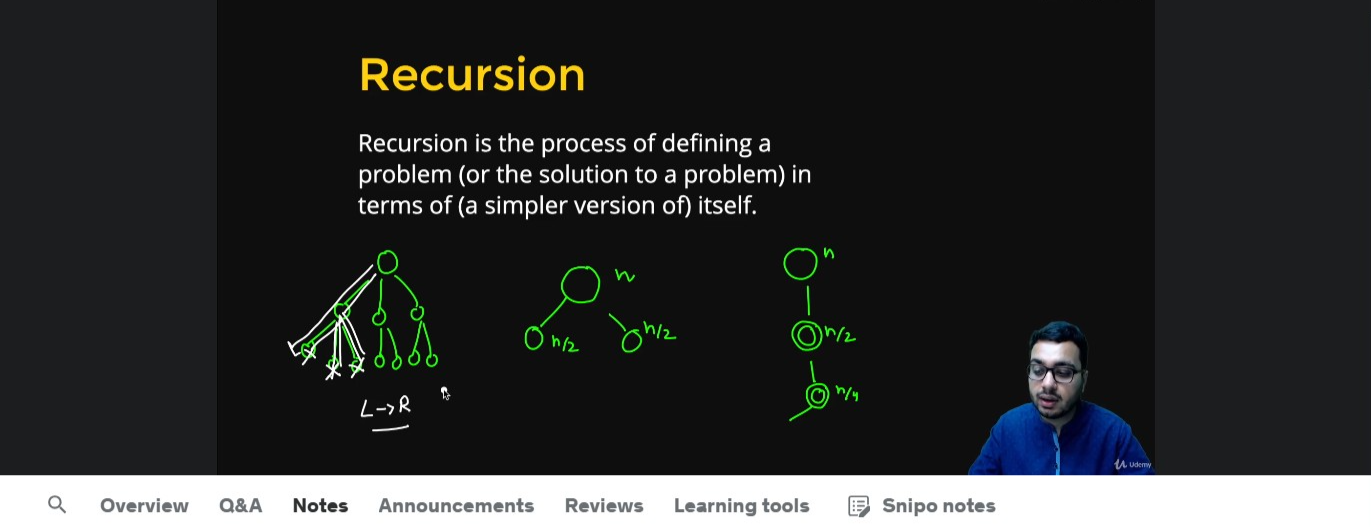 Recursion
Recursion is the process of defining a
problem (or the solution to a problem) in
terms of (a simpler version of) itself.
n
n
n/2
n/2
n/2
n/4
L->R
Udemy
Overview Q&A Notes Announcements Reviews Learning tools Snipo notes